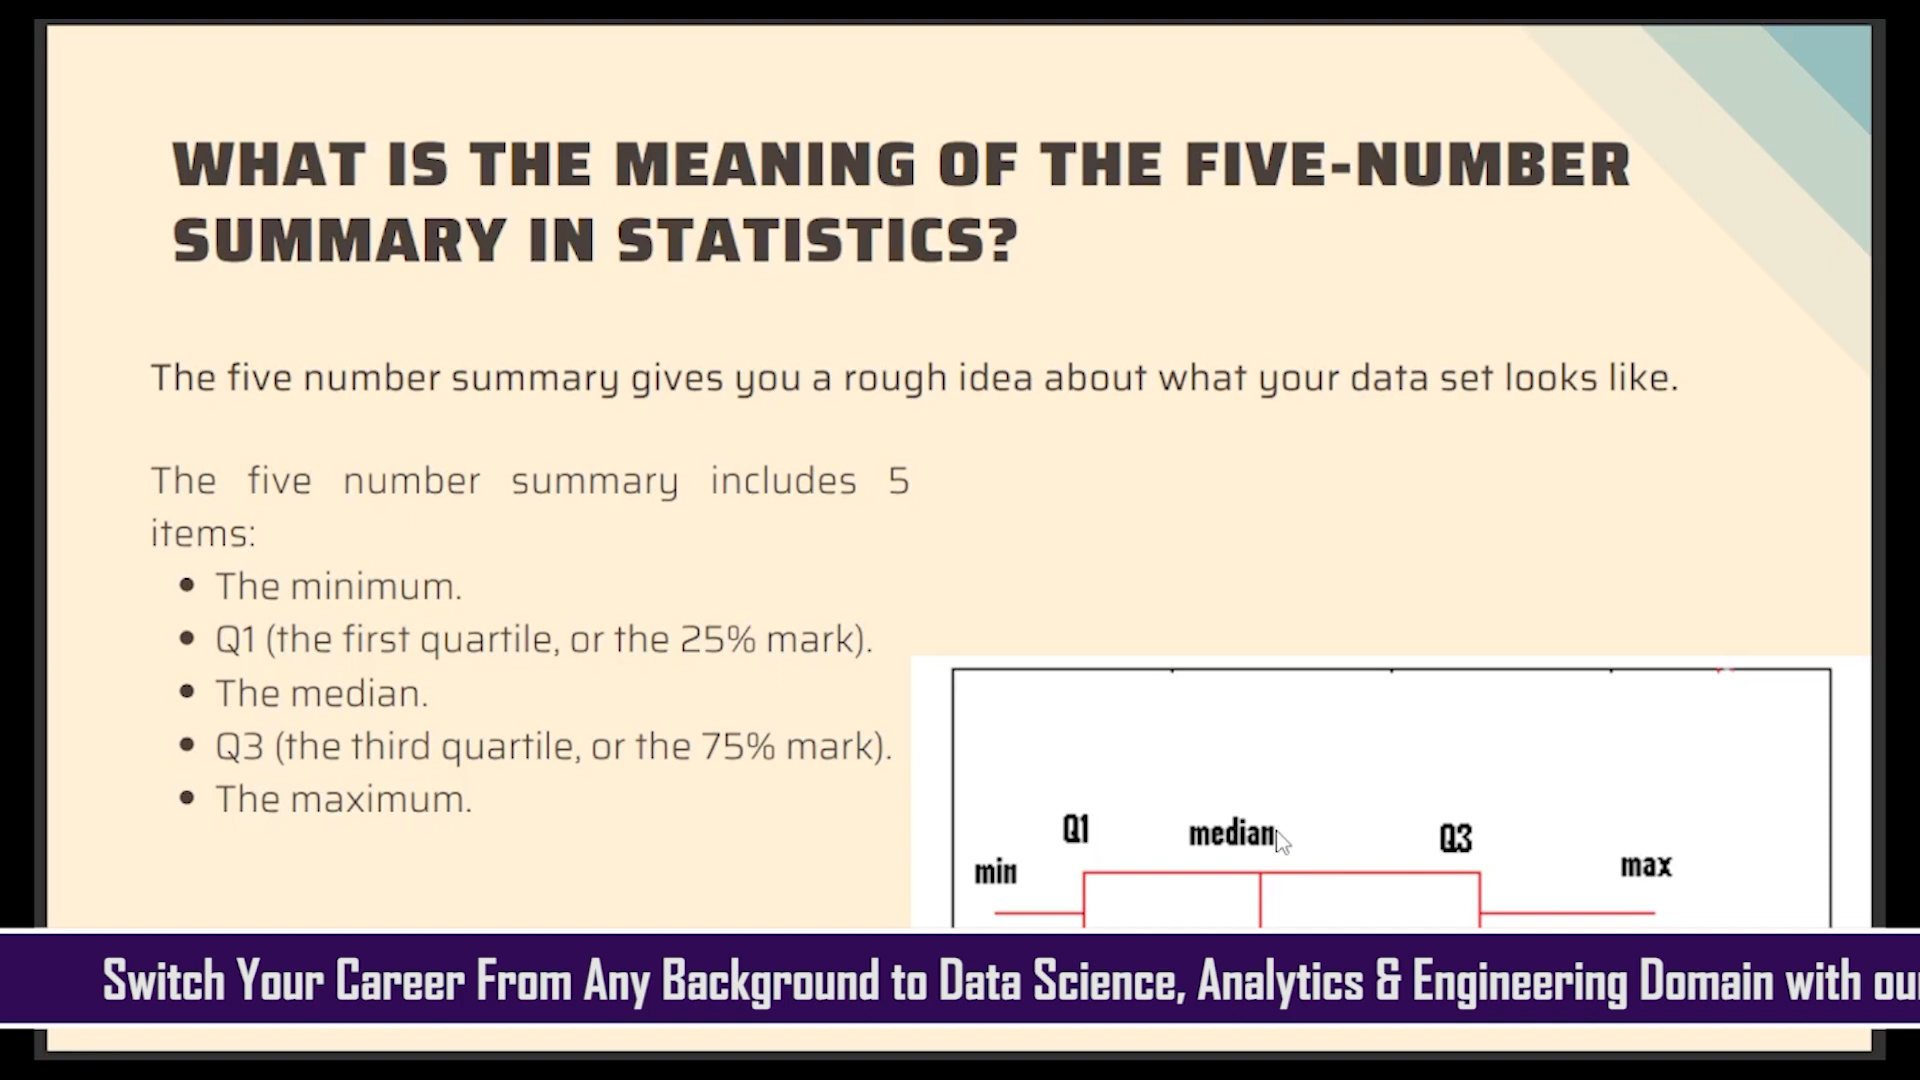 WHAT IS THE MEANING OF THE FIVE-NUMBER
SUMMARY IN STATISTICS?
The five number summary gives you a rough idea about what your data set looks like.
The five number summary includes 5
items:
• The minimum.
• Q1 (the first quartile, or the 25% mark).
• The median.
• Q3 (the third quartile, or the 75% mark).
• The maximum.
Q1
median
Q3
min
max
Switch Your Career From Any Background to Data Science, Analytics & Engineering Domain with